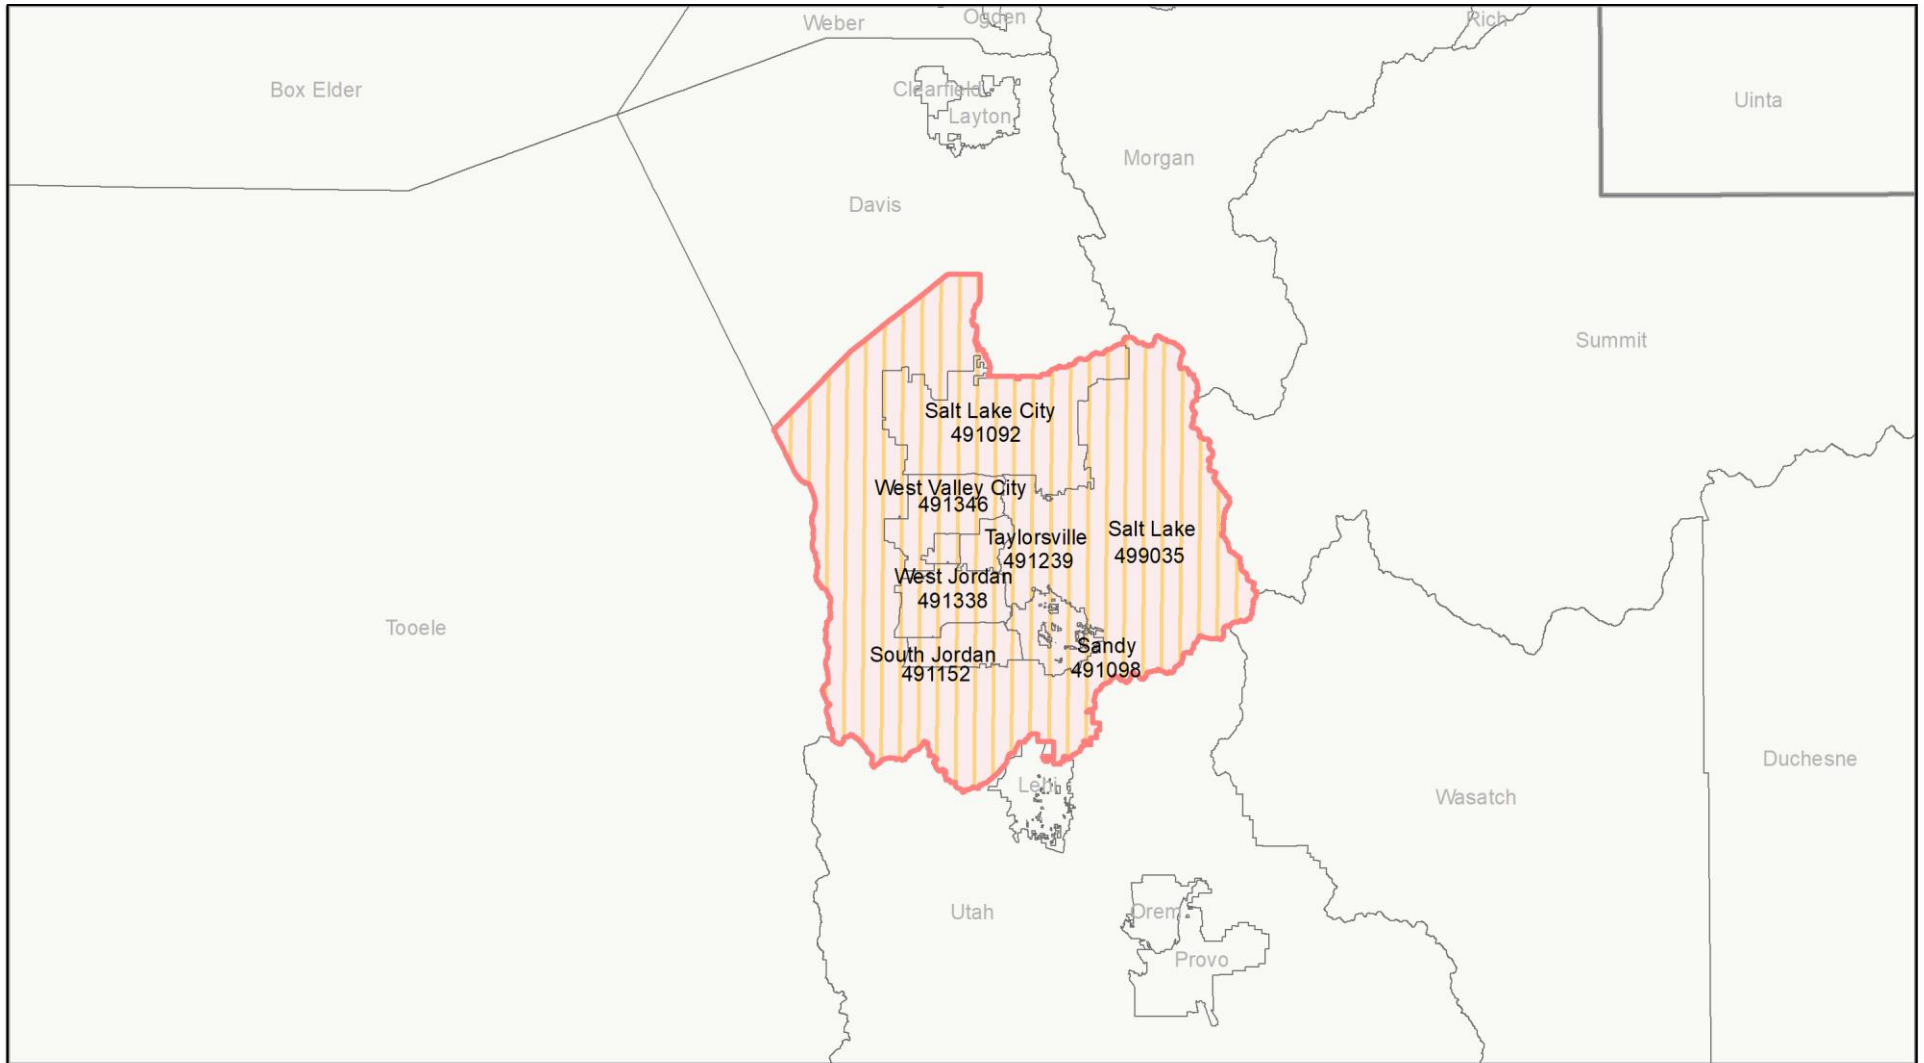 Weber
Ogden
Rich
Box Elder
Clearfield
Layton
Uinta
Morgan
Davis
Summit
Salt Lake City
491092
West Valley City
491346
Taylorsville
491239
Salt Lake
499035
West Jordan
491338
Tooele
Sandy
491098
South Jordan
491152
Duchesne
Lehi
Wasatch
Utah
Orem
Provo